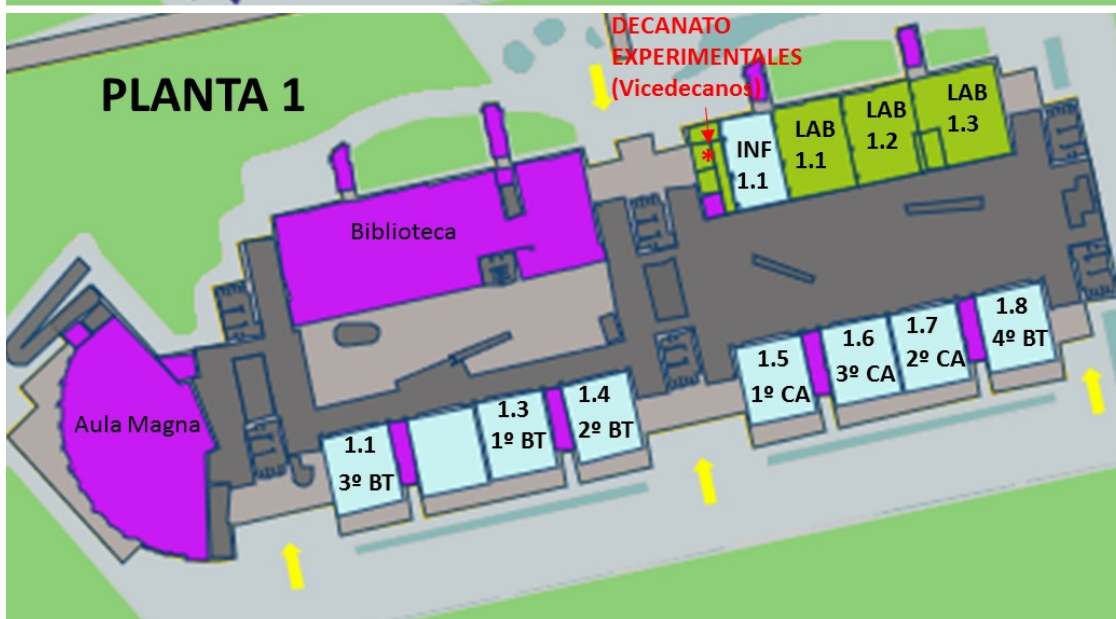 PLANTA 1
DECANATO
EXPERIMENTALES
(Vicedecanos)
*
INF
1.1
LAB
1.1
LAB
1.2
LAB
1.3
Biblioteca
Aula Magna
1.1
3º BT
1.3
1º BT
1.4
2º BT
1.5
1º CA
1.6
3º CA
1.7
2º CA
1.8
4º BT